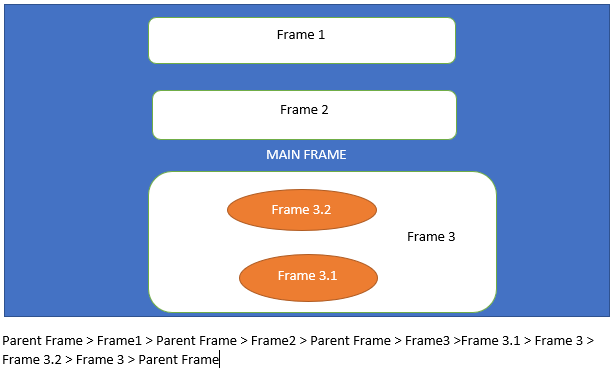 Frame 1
Frame 2
MAIN FRAME
Frame 3.2
Frame 3
Frame 3.1
Parent Frame > Frame1 > Parent Frame > Frame2 > Parent Frame > Frame3 >Frame 3.1 > Frame 3 >
Frame 3.2 > Frame 3 > Parent Frame